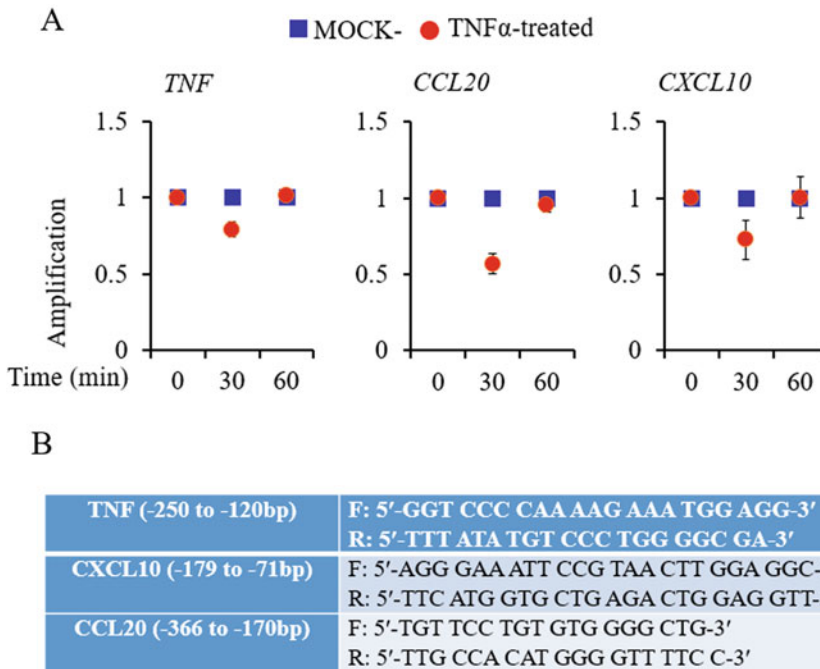 A
MOCK- TNFα-treated
TNF CCL20 CXCL10
1.5 1.5 1.5
1 1 1
0.5 0.5 0.5
0 0 0
Amplification
Time (min) 0 30 60 0 30 60 0 30 60
B
TNF (-250 to -120bp) F: 5′-GGT CCC CAA AAG AAA TGG AGG-3′
R: 5′-TTT ATA TGT CCC TGG GGC GA-3′
CXCL10 (-179 to -71bp) F: 5′-AGG GAA ATT CCG TAA CTT GGA GGC-
R: 5′-TTC ATG GTG CTG AGA CTG GAG GTT-
CCL20 (-366 to -170bp) F: 5′-TGT TCC TGT GTG GGG CTG-3′
R: 5′-TTG CCA CAT GGG GTT TTC C-3′